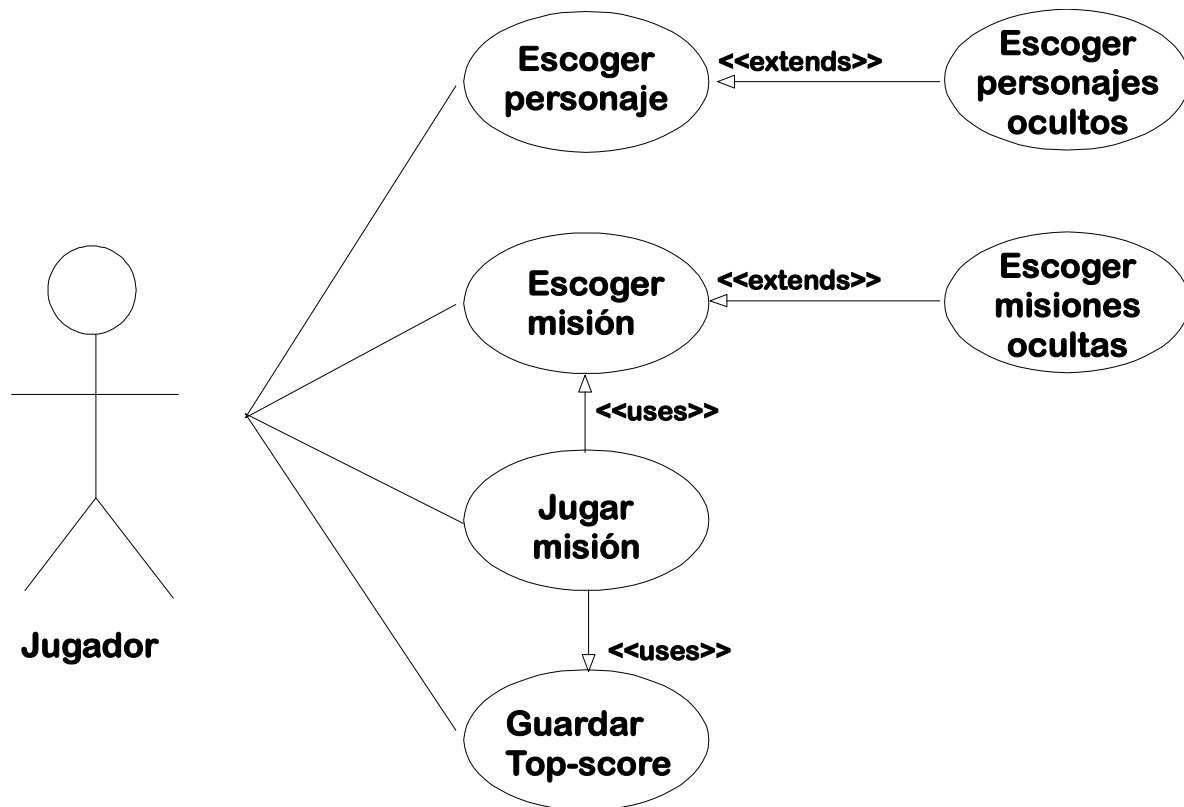 Escoger
personaje
<<extends>>
Escoger
personajes
ocultos
Escoger
misión
<<extends>>
Escoger
misiones
ocultas
<<uses>>
Jugar
misión
Jugador
<<uses>>
Guardar
Top-score